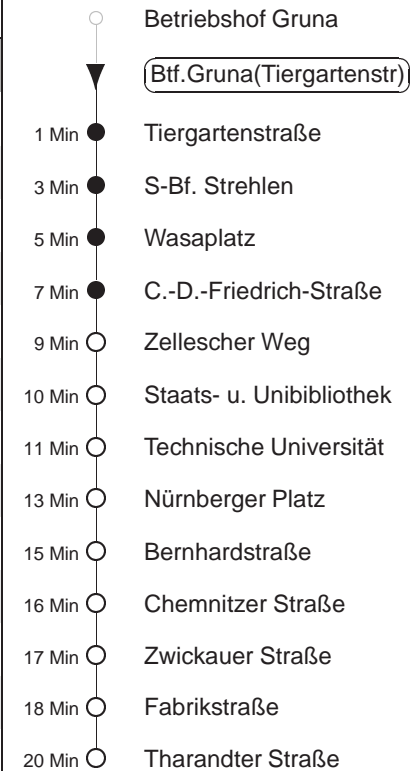 Betriebshof Gruna
Btf.Gruna(Tiergartenstr)
1 Min Tiergartenstraße
3 Min S-Bf. Strehlen
5 Min Wasaplatz
7 Min C.-D.-Friedrich-Straße
9 Min Zellescher Weg
10 Min Staats- u. Unibibliothek
11 Min Technische Universität
13 Min Nürnberger Platz
15 Min Bernhardstraße
16 Min Chemnitzer Straße
17 Min Zwickauer Straße
18 Min Fabrikstraße
20 Min Tharandter Straße